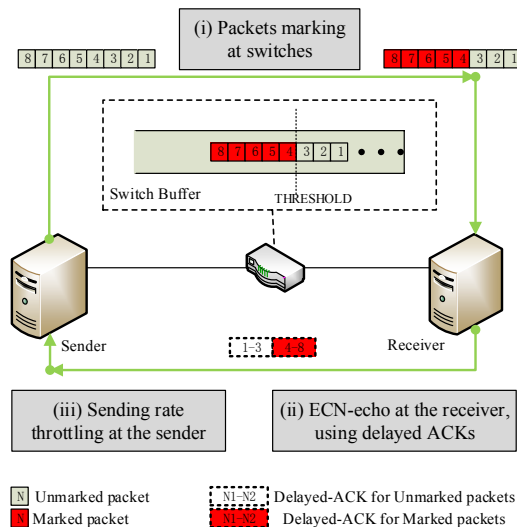 (i) Packets marking
at switches
8 7 6 5 4 3 2 1
8 7 6 5 4 3 2 1
8 7 6 5 4 3 2 1
Switch Buffer
THRESHOLD
Sender
Receiver
1-3 4-8
(iii) Sending rate
throttling at the sender
(ii) ECN-echo at the receiver,
using delayed ACKs
N Unmarked packet
N1-N2 Delayed-ACK for Unmarked packets
N Marked packet
N1-N2 Delayed-ACK for Marked packets